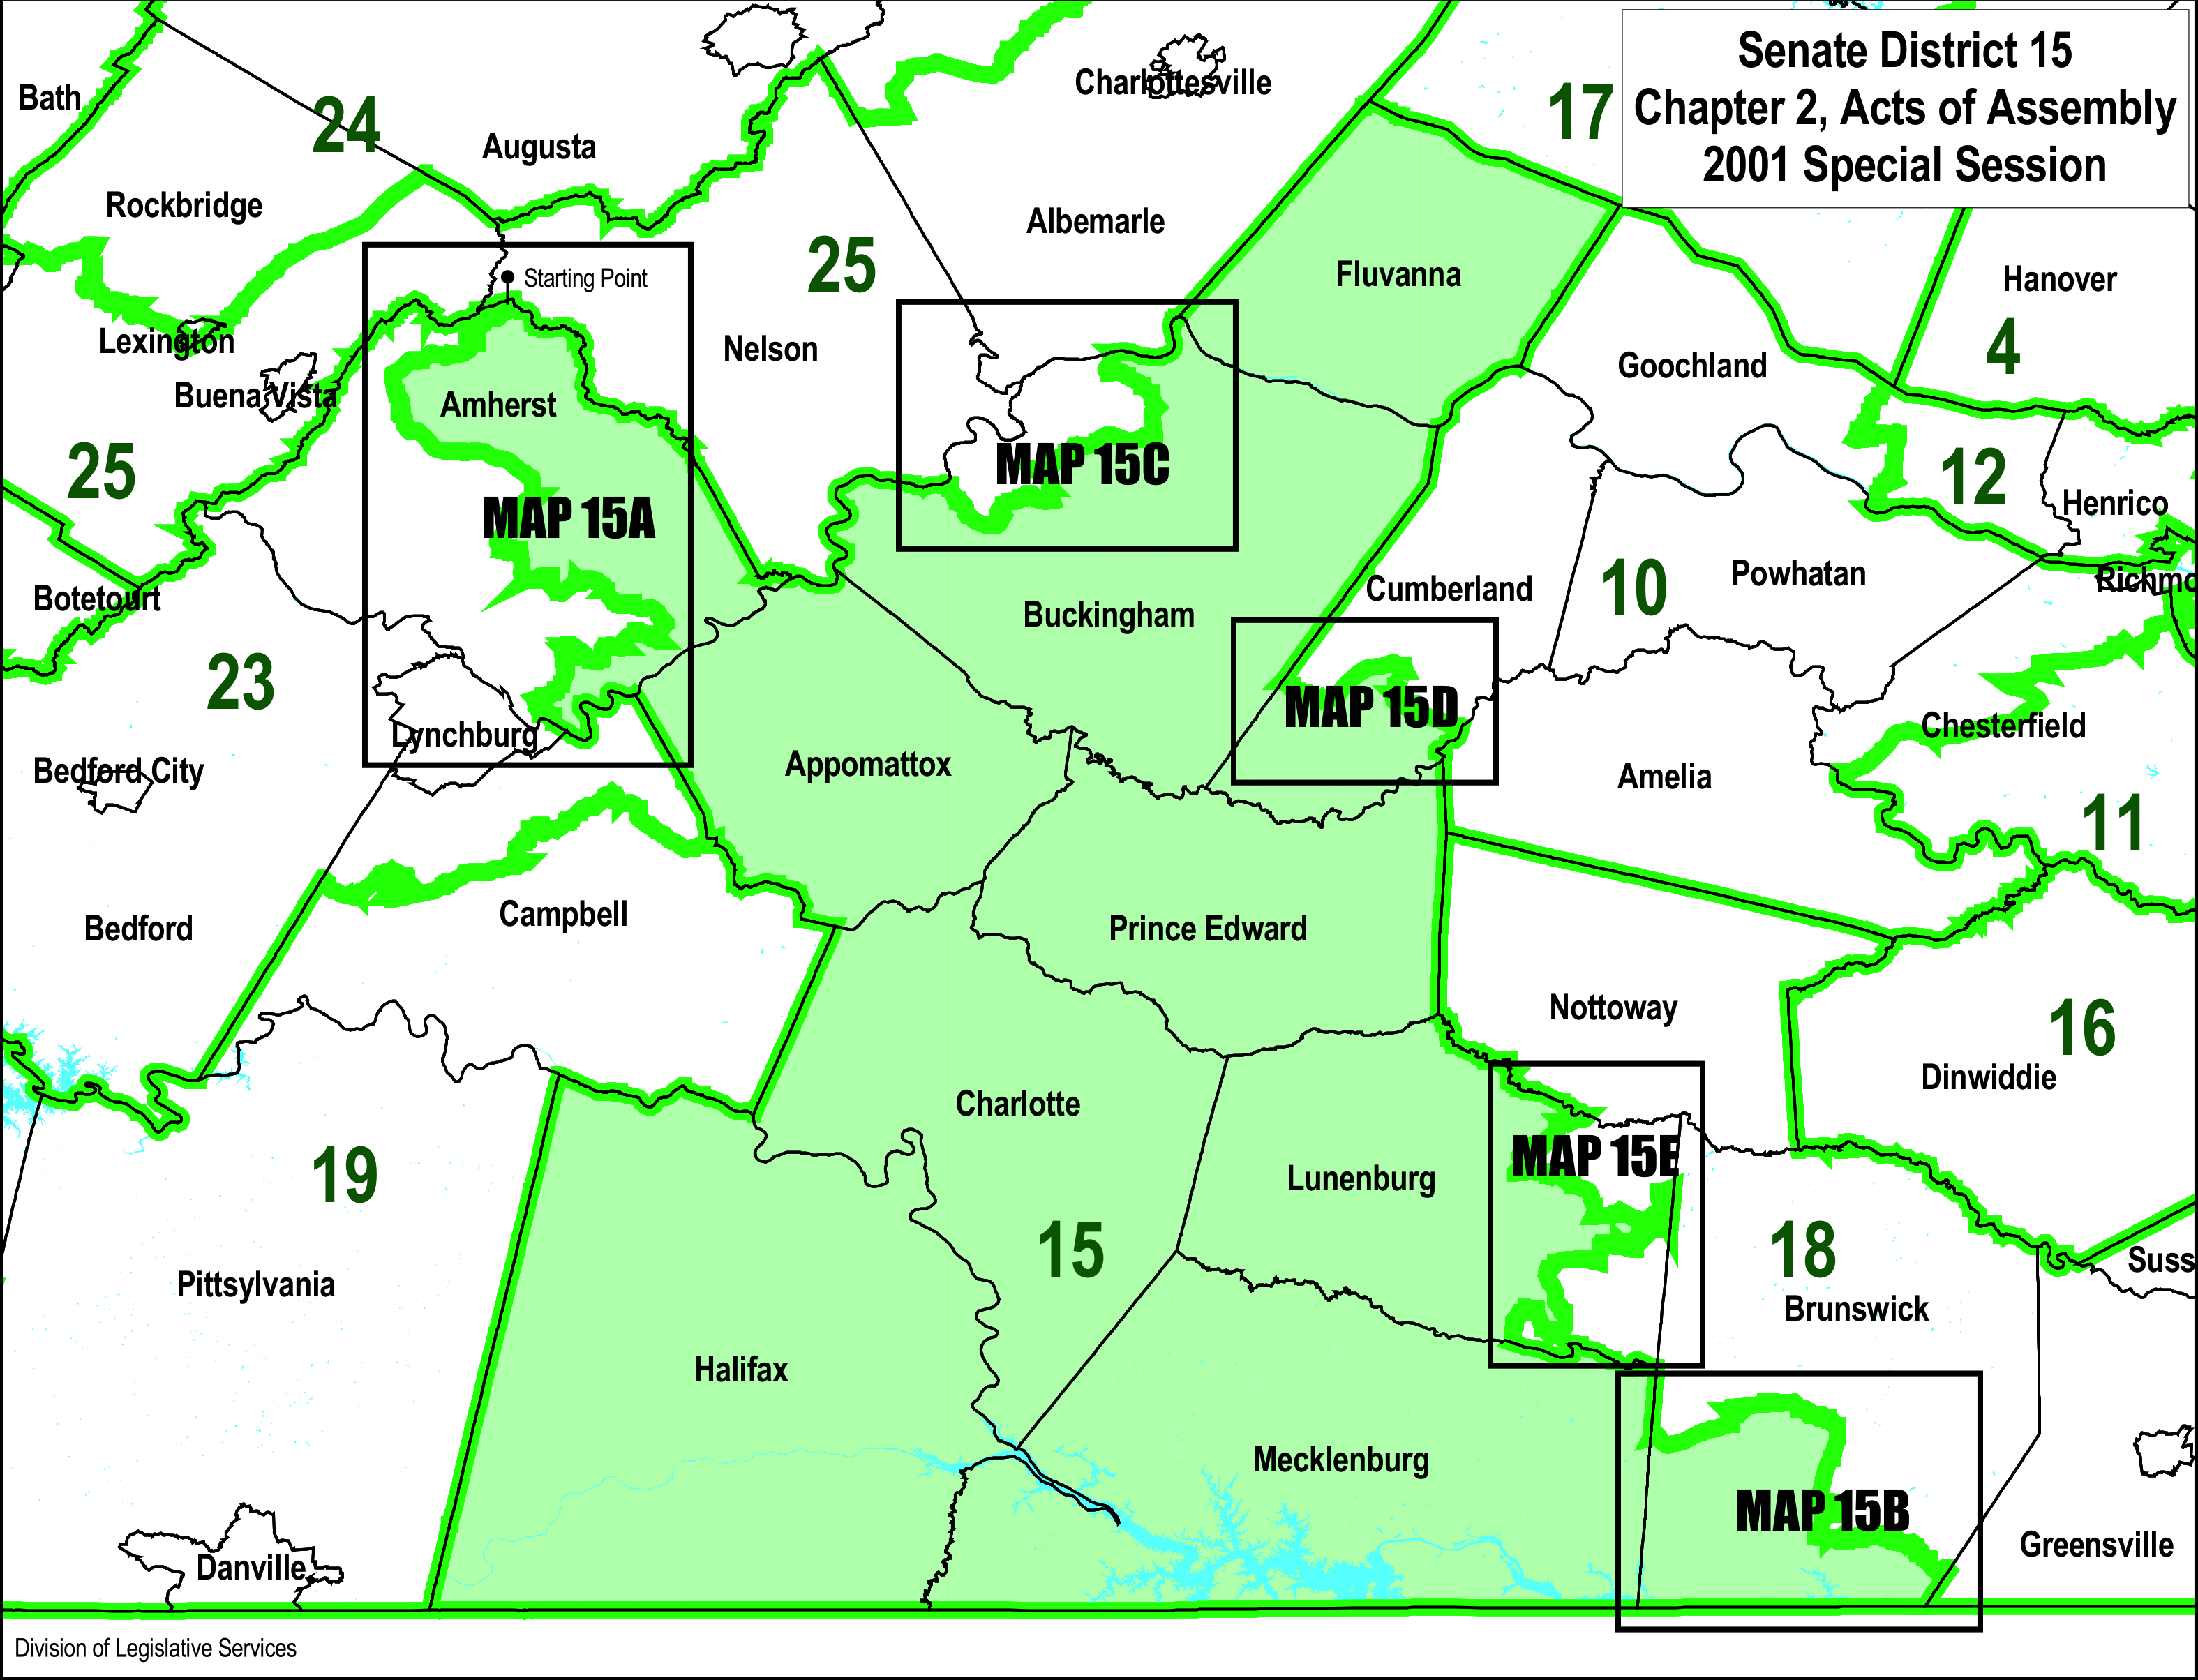 Senate District 15
Chapter 2, Acts of Assembly
2001 Special Session
Bath
24
Augusta
Charlottesville
17
Rockbridge
Albemarle
25
Starting Point
Fluvanna
Hanover
Lexington
Nelson
Goochland
4
Buena Vista
Amherst
25
MAP 15A
MAP 15C
12
Henrico
Botetourt
Buckingham
Cumberland
10
Powhatan
Richmo
23
MAP 15D
Lynchburg
Chesterfield
Bedford City
Appomattox
Amelia
11
Bedford
Campbell
Prince Edward
Nottoway
16
Dinwiddie
Charlotte
19
MAP 15E
Lunenburg
15
18
Suss
Pittsylvania
Brunswick
Halifax
Mecklenburg
MAP 15B
Greensville
Danville
Division of Legislative Services